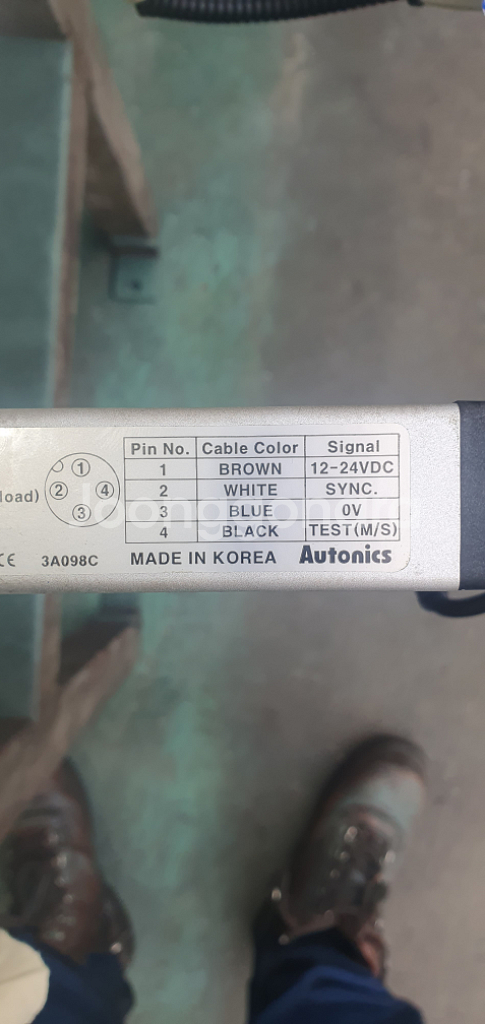 Pin No. Cable Color Signal
1 BROWN 12-24VDC
2 WHITE SYNC.
3 BLUE 0V
4 BLACK TEST(M/S)
load) ① ② ④ ③
CE 3A098C MADE IN KOREA Autonics